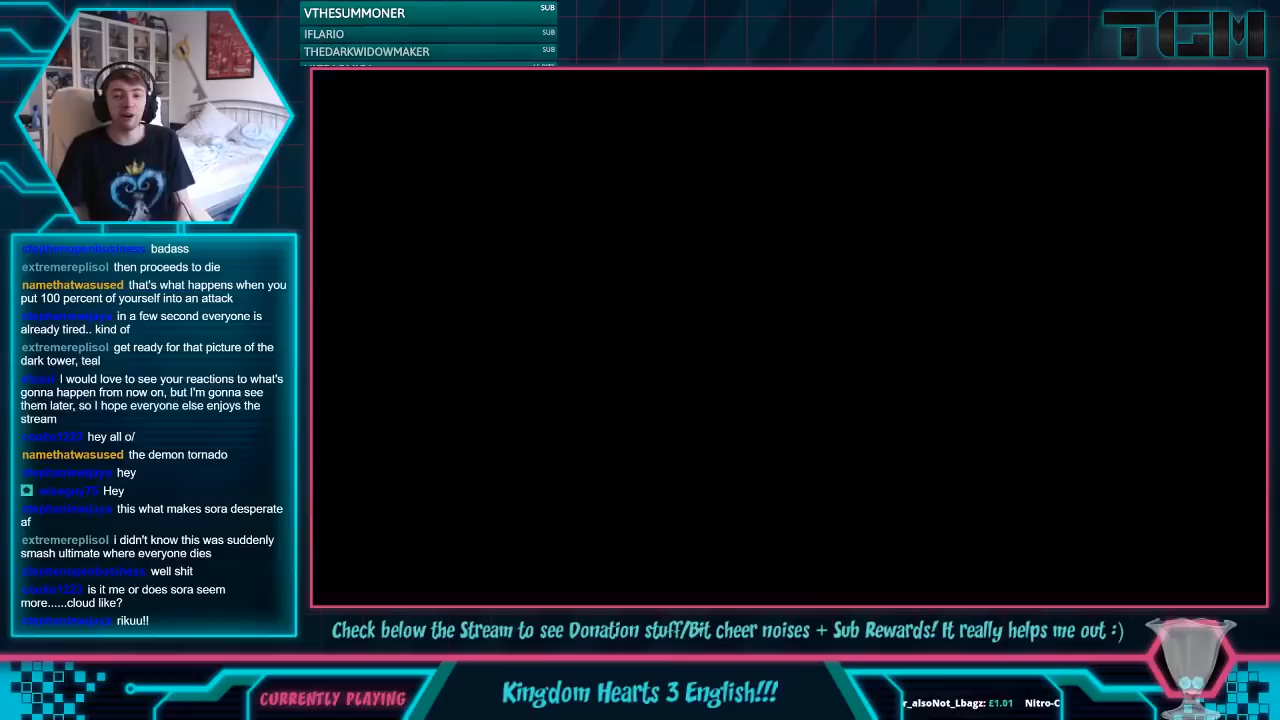 VTHESUMMONER SUB
IFLARIO SUB
THEDARKWIDOWMAKER SUB
TGM
stephenopenbusiness badass
extremereplisol then proceeds to die
namethatwasused that's what happens when you
put 100 percent of yourself into an attack
in a few second everyone is
already tired.. kind of
extremereplisol get ready for that picture of the
dark tower, teal
I would love to see your reactions to what's
gonna happen from now on, but I'm gonna see
them later, so I hope everyone else enjoys the
stream
hey all o/
namethatwasused the demon tornado
hey
wiseguy75 Hey
this what makes sora desperate
af
extremereplisol i didn't know this was suddenly
smash ultimate where everyone dies
stephenopenbusiness well shit
is it me or does sora seem
more......cloud like?
rikuu!!
Check below the Stream to see Donation stuff/Bit cheer noises + Sub Rewards! It really helps me out :)
CURRENTLY PLAYING
Kingdom Hearts 3 English!!!
r_alsoNot_Lbagz: £1.01 Nitro-C